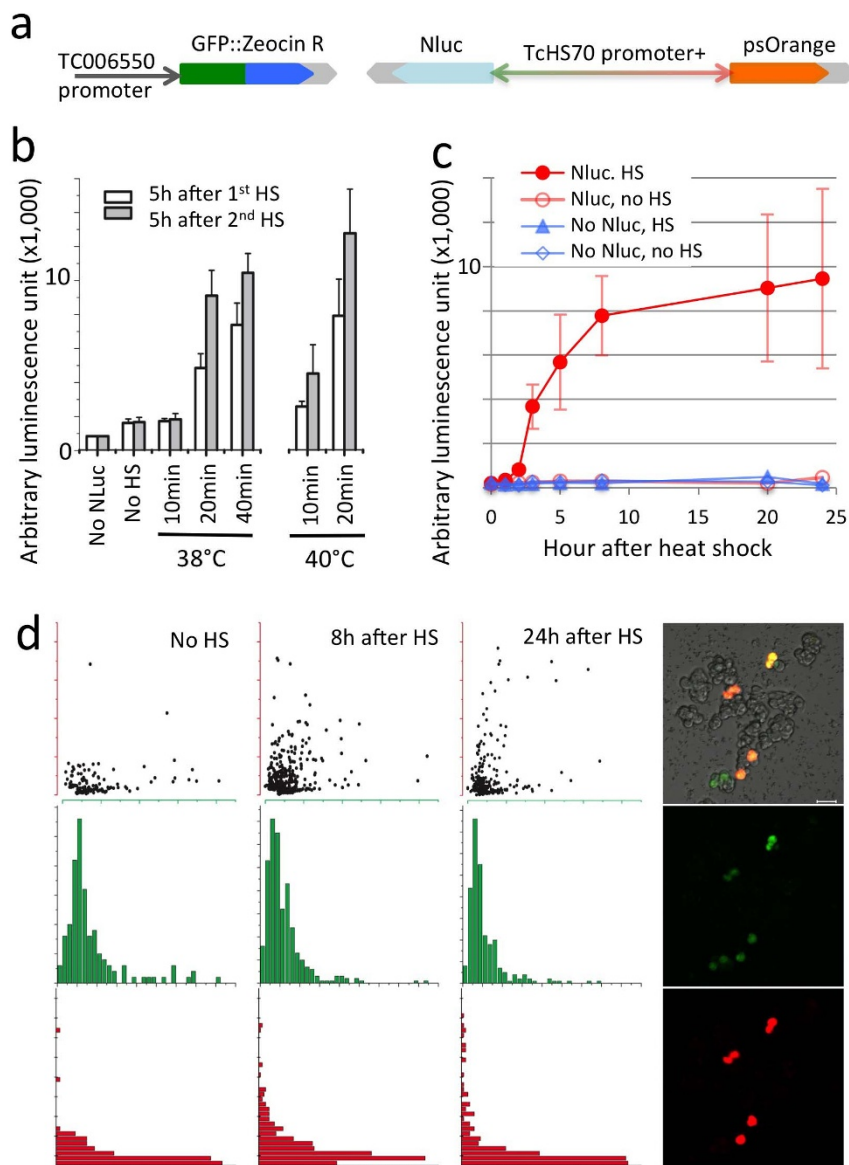 a
TC006550
promoter
GFP::Zeocin R
Nluc
TcHS70 promoter+
psOrange
b
Arbitrary luminescence unit (x1,000)
10
0
5h after 1st HS
5h after 2nd HS
No NLuc
No HS
10min
20min
40min
10min
20min
38°C
40°C
c
Arbitrary luminescence unit (x1,000)
10
0
Nluc. HS
Nluc, no HS
No Nluc, HS
No Nluc, no HS
0 5 10 15 20 25
Hour after heat shock
d
No HS
8h after HS
24h after HS